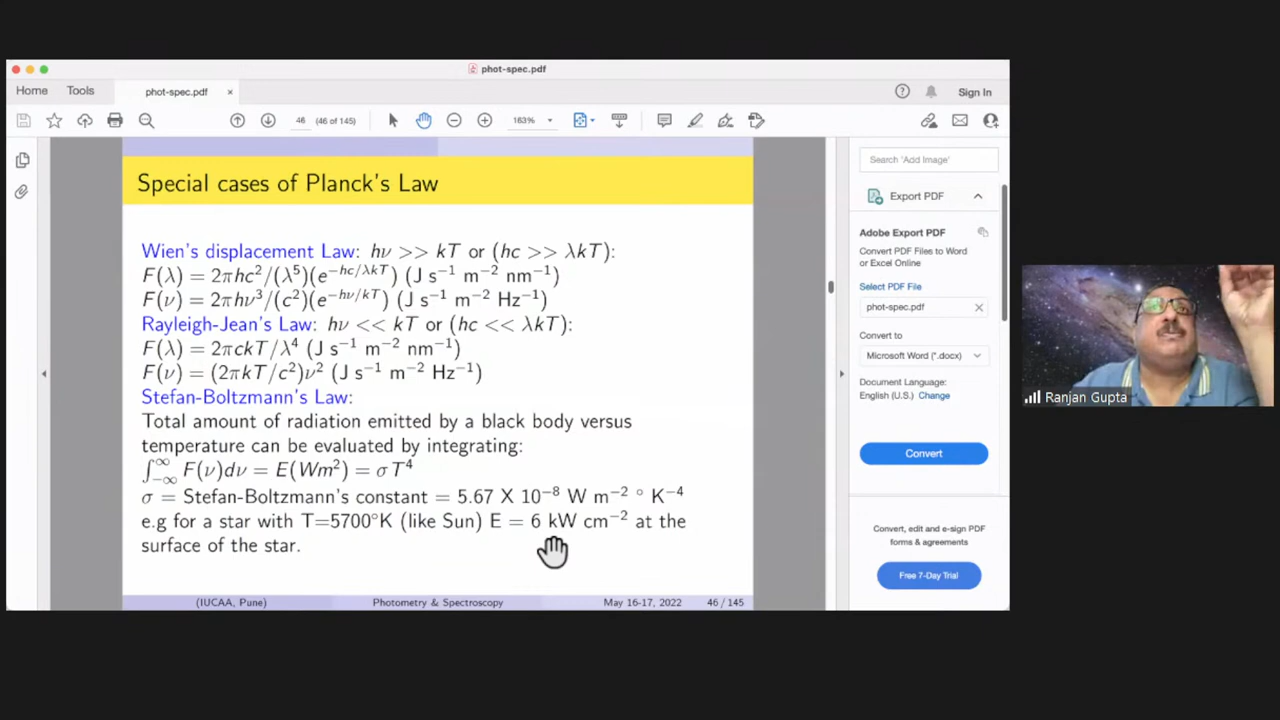 phot-spec.pdf
Home Tools phot-spec.pdf × Sign In
46 (46 of 145) 163%
Special cases of Planck's Law
Wien's displacement Law: hν >> kT or (hc >> λkT):
F(λ) = 2πhc²/(λ⁵)(e^{−hc/λkT}) (J s⁻¹ m⁻² nm⁻¹)
F(ν) = 2πhν³/(c²)(e^{−hν/kT}) (J s⁻¹ m⁻² Hz⁻¹)
Rayleigh-Jean's Law: hν << kT or (hc << λkT):
F(λ) = 2πckT/λ⁴ (J s⁻¹ m⁻² nm⁻¹)
F(ν) = (2πkT/c²)ν² (J s⁻¹ m⁻² Hz⁻¹)
Stefan-Boltzmann's Law:
Total amount of radiation emitted by a black body versus
temperature can be evaluated by integrating:
∫_{−∞}^{∞} F(ν)dν = E(Wm²) = σT⁴
σ = Stefan-Boltzmann's constant = 5.67 X 10⁻⁸ W m⁻² ° K⁻⁴
e.g for a star with T=5700°K (like Sun) E = 6 kW cm⁻² at the
surface of the star.
(IUCAA, Pune) Photometry & Spectroscopy May 16-17, 2022 46 / 145
Search 'Add Image'
Export PDF
Adobe Export PDF
Convert PDF Files to Word
or Excel Online
Select PDF File
phot-spec.pdf
Convert to
Microsoft Word (*.docx)
Document Language:
English (U.S.) Change
Convert
Convert, edit and e-sign PDF
forms & agreements
Free 7-Day Trial
Ranjan Gupta